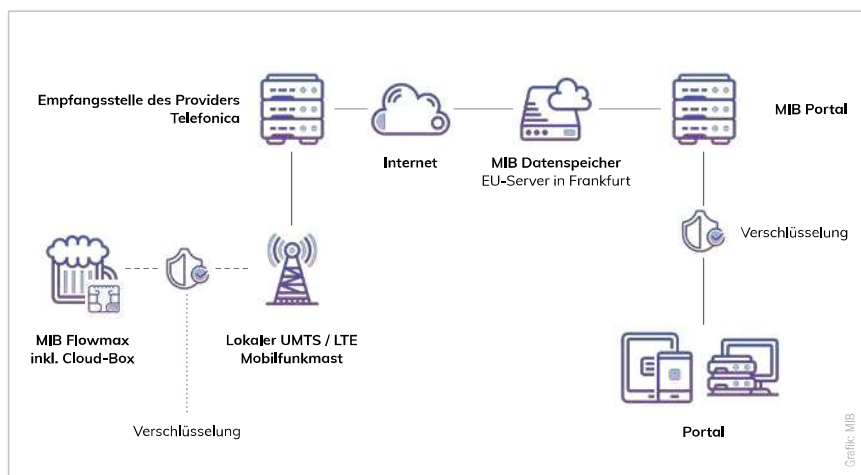 Empfangsstelle des Providers
Telefonica
Internet
MIB Datenspeicher
EU-Server in Frankfurt
MIB Portal
Verschlüsselung
MIB Flowmax
inkl. Cloud-Box
Lokaler UMTS / LTE
Mobilfunkmast
Verschlüsselung
Portal
Grafik: MIB